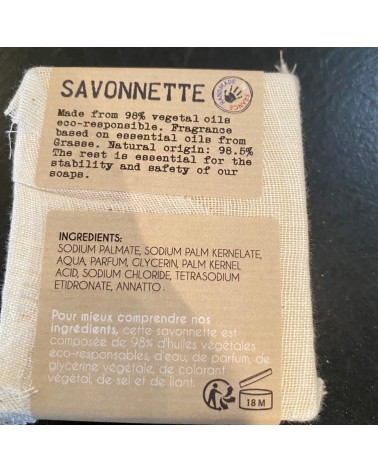 SAVONNETTE
HANDMADE FRANCE
Made from 98% vegetal oils
eco-responsible. Fragrance
based on essential oils from
Grasse. Natural origin: 98.5%
The rest is essential for the
stability and safety of our
soaps.
INGREDIENTS:
SODIUM PALMATE, SODIUM PALM KERNELATE,
AQUA, PARFUM, GLYCERIN, PALM KERNEL
ACID, SODIUM CHLORIDE, TETRASODIUM
ETIDRONATE, ANNATTO.
Pour mieux comprendre nos
ingrédients, cette savonnette est
composée de 98% d'huiles végétales
éco-responsables, d'eau, de parfum, de
glycérine végétale, de colorant
végétal, de sel et de liant.
18 M